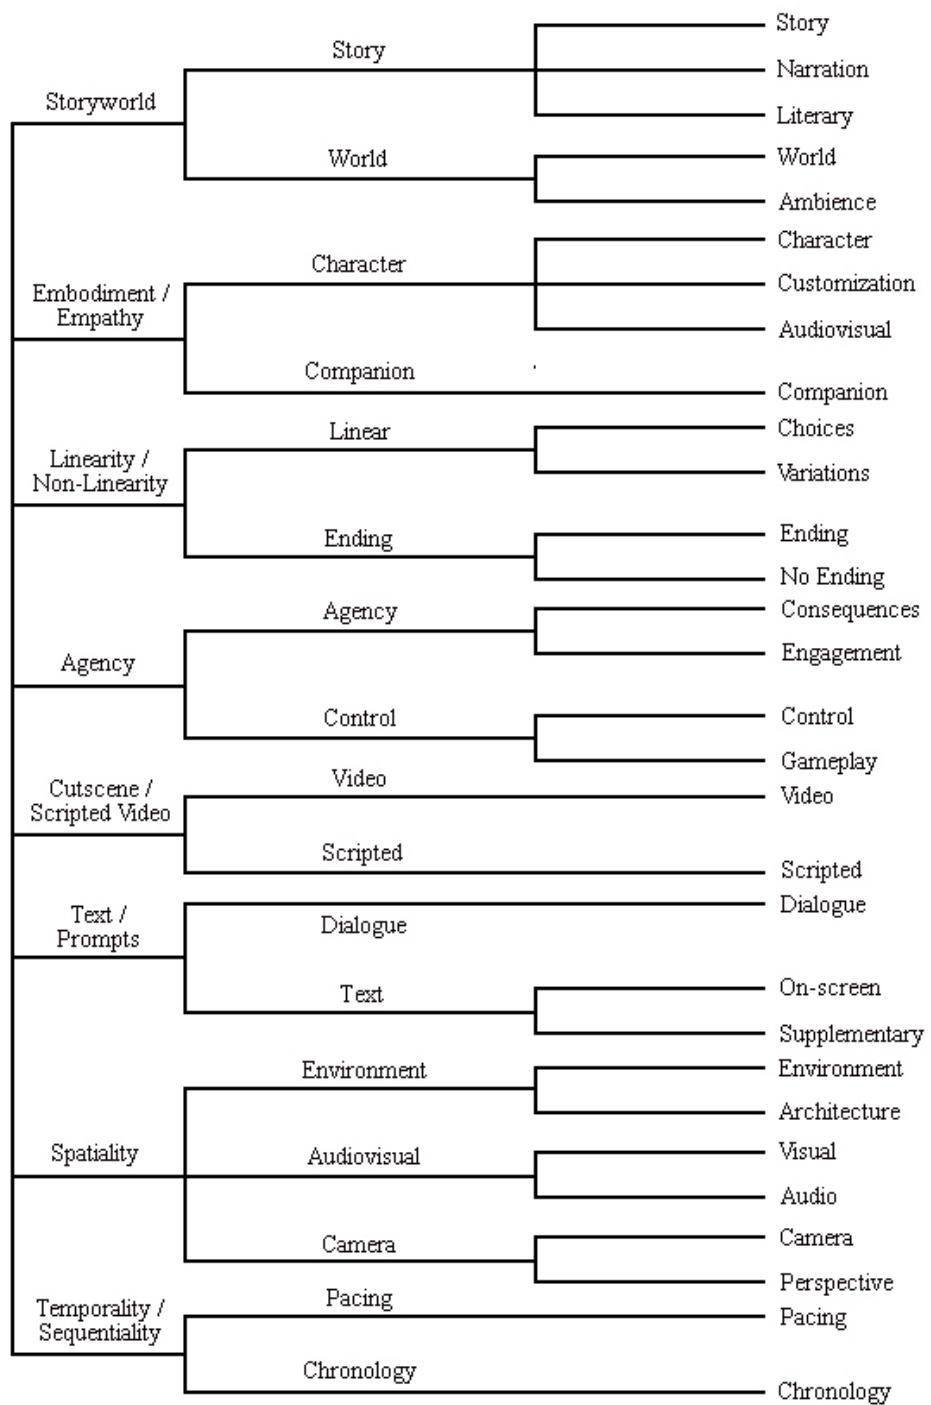 Storyworld
Story
Story
Narration
Literary
World
World
Ambience
Embodiment /
Empathy
Character
Character
Customization
Audiovisual
Companion
Companion
Linearity /
Non-Linearity
Linear
Choices
Variations
Ending
Ending
No Ending
Agency
Agency
Consequences
Engagement
Control
Control
Gameplay
Cutscene /
Scripted Video
Video
Video
Scripted
Scripted
Text /
Prompts
Dialogue
Dialogue
Text
On-screen
Supplementary
Spatiality
Environment
Environment
Architecture
Audiovisual
Visual
Audio
Camera
Camera
Perspective
Temporality /
Sequentiality
Pacing
Pacing
Chronology
Chronology